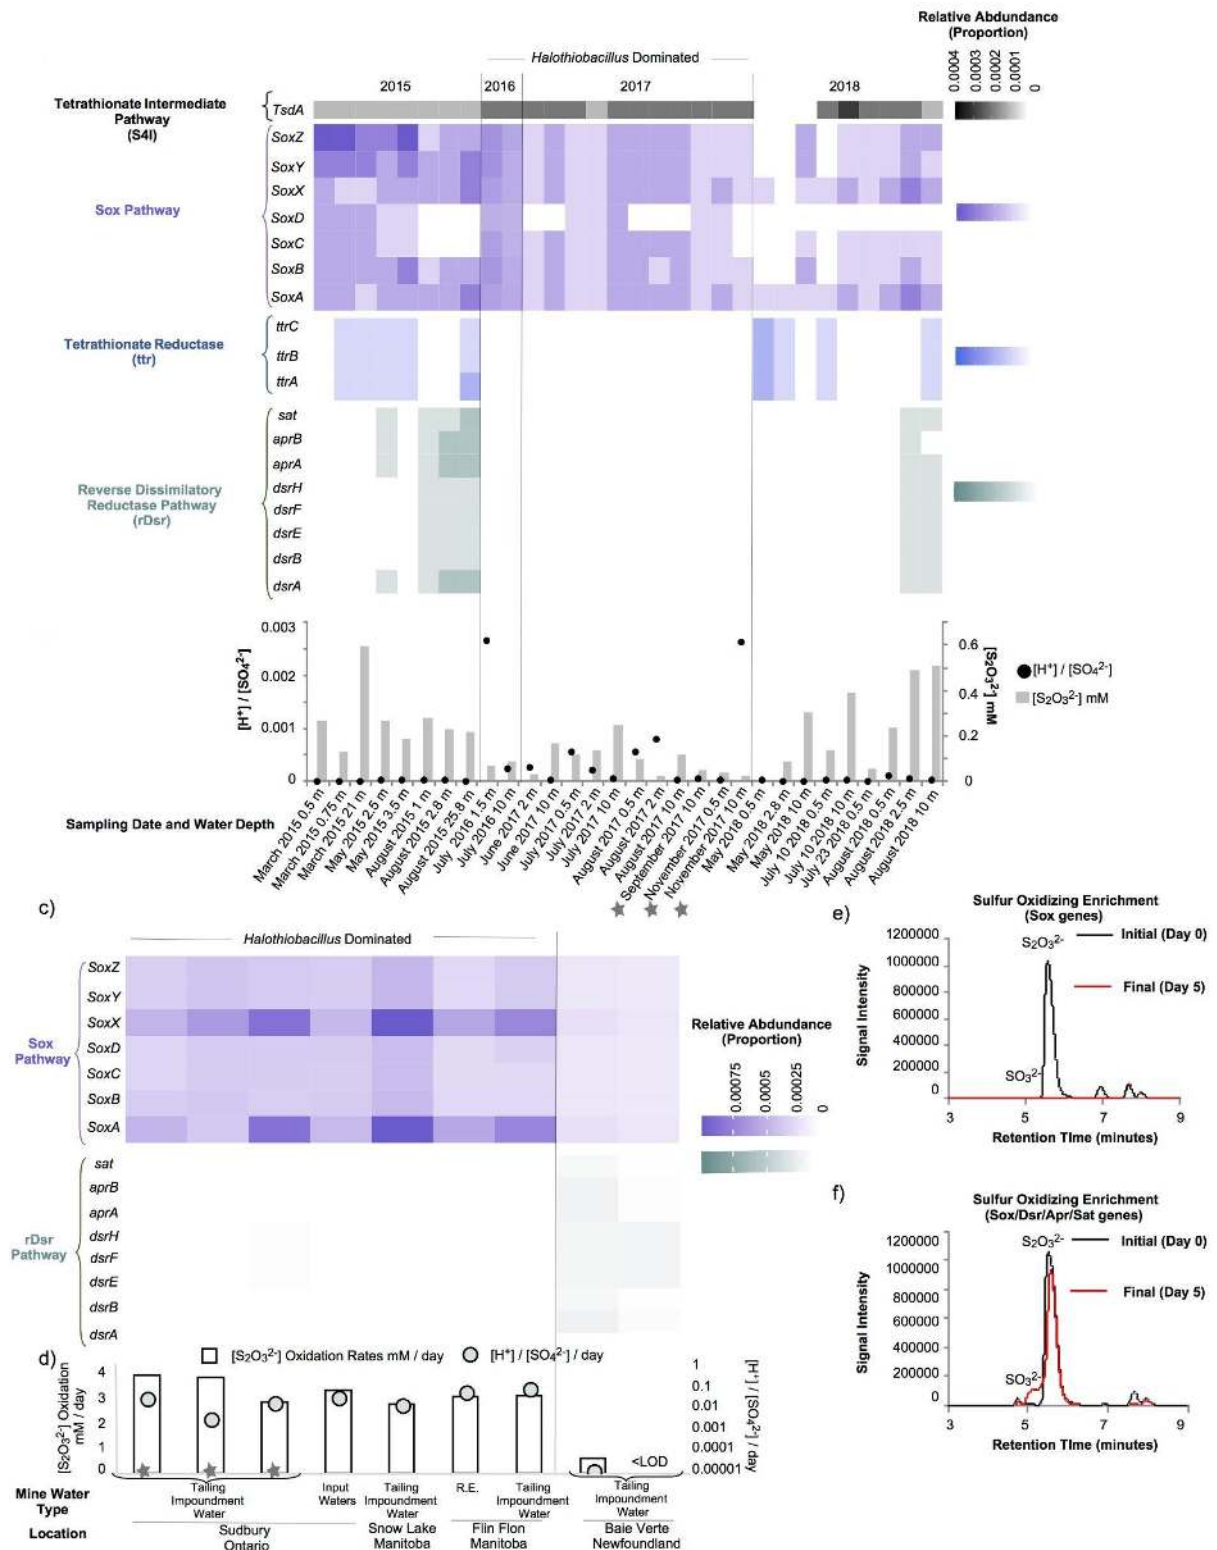 Relative Abdundance
(Proportion)
0.0004
0.0003
0.0002
0.0001
0
Halothiobacillus Dominated
2015
2016
2017
2018
Tetrathionate Intermediate
Pathway
(S4I)
TsdA
SoxZ
SoxY
SoxX
SoxD
SoxC
SoxB
SoxA
Sox Pathway
ttrC
ttrB
ttrA
Tetrathionate Reductase
(ttr)
sat
aprB
aprA
dsrH
dsrF
dsrE
dsrB
dsrA
Reverse Dissimilatory
Reductase Pathway
(rDsr)
[H⁺] / [SO₄²⁻]
0.003
0.002
0.001
0
0.6
0.4
0.2
0
[S₂O₃²⁻] mM
[H⁺] / [SO₄²⁻]
[S₂O₃²⁻] mM
Sampling Date and Water Depth
March 2015 0.5 m
March 2015 0.75 m
March 2015 21 m
May 2015 2.5 m
May 2015 3.5 m
August 2015 1 m
August 2015 2.8 m
August 2015 25.8 m
July 2016 1.5 m
July 2016 10 m
June 2017 2 m
June 2017 10 m
July 2017 0.5 m
July 2017 2 m
July 2017 10 m
August 2017 0.5 m
August 2017 2 m
August 2017 10 m
September 2017 10 m
November 2017 0.5 m
November 2017 10 m
May 2018 0.5 m
May 2018 2.8 m
May 2018 10 m
July 10 2018 0.5 m
July 10 2018 10 m
July 23 2018 0.5 m
August 2018 0.5 m
August 2018 2.5 m
August 2018 10 m
c)
Halothiobacillus Dominated
SoxZ
SoxY
SoxX
SoxD
SoxC
SoxB
SoxA
Sox
Pathway
sat
aprB
aprA
dsrH
dsrF
dsrE
dsrB
dsrA
rDsr
Pathway
Relative Abdundance
(Proportion)
0.00075
0.0005
0.00025
0
d)
[S₂O₃²⁻] Oxidation Rates mM / day
[H⁺] / [SO₄²⁻] / day
[S₂O₃²⁻] Oxidation
mM / day
4
3
2
1
0
<LOD
1
0.1
0.01
0.001
0.0001
0.00001
[H⁺] / [SO₄²⁻] / day
Mine Water
Type
Tailing
Impoundment
Water
Input
Waters
Tailing
Impoundment
Water
R.E.
Tailing
Impoundment
Water
Tailing
Impoundment
Water
Location
Sudbury
Ontario
Snow Lake
Manitoba
Flin Flon
Manitoba
Baie Verte
Newfoundland
e)
Sulfur Oxidizing Enrichment
(Sox genes)
Signal Intensity
1200000
1000000
800000
600000
400000
200000
0
S₂O₃²⁻
SO₃²⁻
Initial (Day 0)
Final (Day 5)
3
5
7
9
Retention TIme (minutes)
f)
Sulfur Oxidizing Enrichment
(Sox/Dsr/Apr/Sat genes)
Signal Intensity
1200000
1000000
800000
600000
400000
200000
0
S₂O₃²⁻
SO₃²⁻
Initial (Day 0)
Final (Day 5)
3
5
7
9
Retention TIme (minutes)